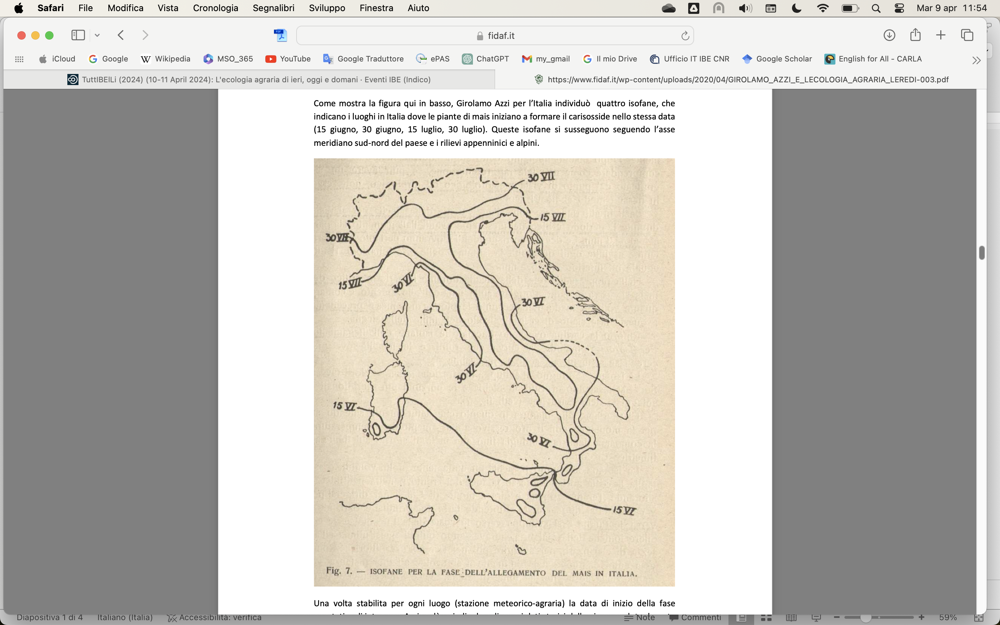 Safari File Modifica Vista Cronologia Segnalibri Sviluppo Finestra Aiuto Mar 9 apr 11:54
PDF fidaf.it
iCloud Google Wikipedia MSO_365 YouTube Google Traduttore ePAS ChatGPT my_gmail Il mio Drive Ufficio IT IBE CNR Google Scholar English for All - CARLA
TuttIBEIILi (2024) (10-11 April 2024): L'ecologia agraria di ieri, oggi e domani · Eventi IBE (Indico) https://www.fidaf.it/wp-content/uploads/2020/04/GIROLAMO_AZZI_E_LECOLOGIA_AGRARIA_LEREDI-003.pdf
Come mostra la figura qui in basso, Girolamo Azzi per l'Italia individuò quattro isofane, che
indicano i luoghi in Italia dove le piante di mais iniziano a formare il carisosside nello stessa data
(15 giugno, 30 giugno, 15 luglio, 30 luglio). Queste isofane si susseguono seguendo l'asse
meridiano sud-nord del paese e i rilievi appenninici e alpini.
30 VII
15 VII
30 VII
15 VII
30 VI
30 VI
30 VI
15 VI
30 VI
15 VI
Fig. 7. — ISOFANE PER LA FASE DELL'ALLEGAMENTO DEL MAIS IN ITALIA.
Una volta stabilita per ogni luogo (stazione meteorico-agraria) la data di inizio della fase
Diapositiva 1 di 4 Italiano (Italia) Accessibilità: verifica Note Commenti 59%